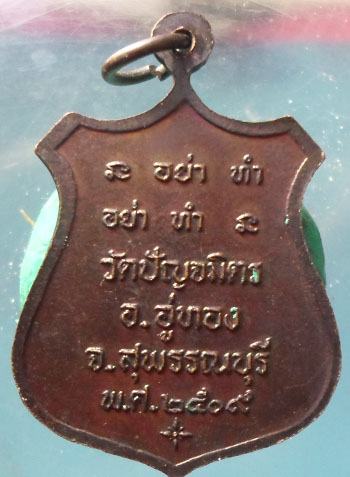 ะ อย่า ทำ
อย่า ทำ ะ
วัดปัญจมิตร
อ. อู่ทอง
จ. สุพรรณบุรี
พ.ศ. ๒๕๐๙